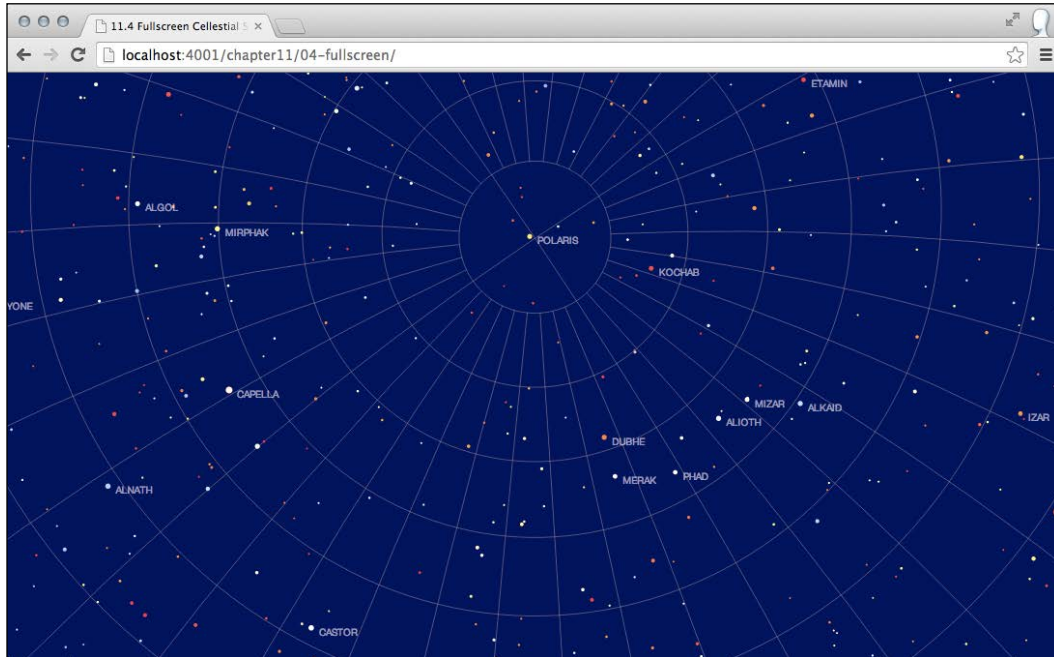 11.4 Fullscreen Cellestial S
localhost:4001/chapter11/04-fullscreen/
ETAMIN
ALGOL
MIRPHAK
POLARIS
KOCHAB
YONE
CAPELLA
MIZAR
ALKAID
ALIOTH
IZAR
DUBHE
MERAK
PHAD
ALNATH
CASTOR